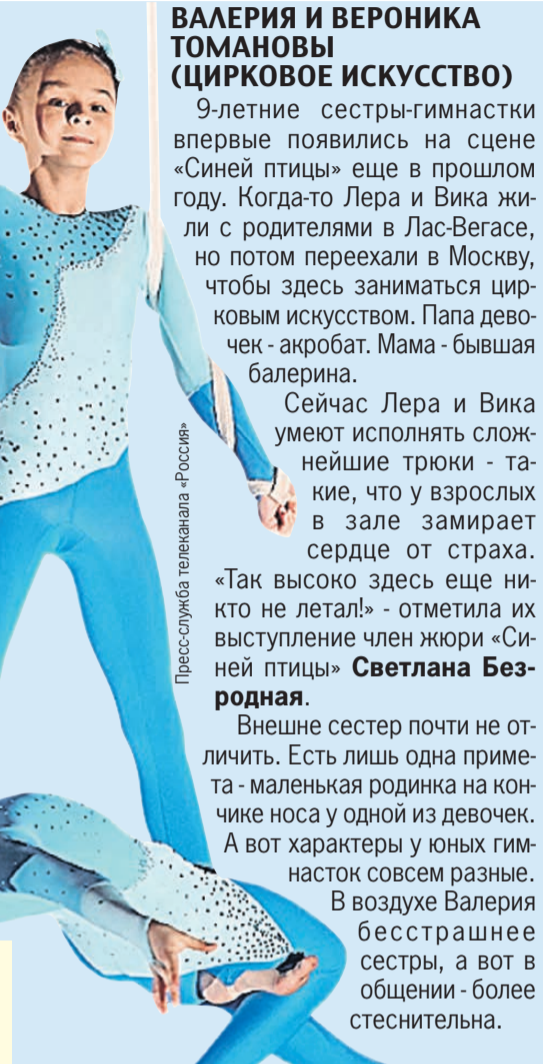 ВАЛЕРИЯ И ВЕРОНИКА
ТОМАНОВЫ
(ЦИРКОВОЕ ИСКУССТВО)
9-летние сестры-гимнастки
впервые появились на сцене
«Синей птицы» еще в прошлом
году. Когда-то Лера и Вика жи-
ли с родителями в Лас-Вегасе,
но потом переехали в Москву,
чтобы здесь заниматься цир-
ковым искусством. Папа дево-
чек - акробат. Мама - бывшая
балерина.
Сейчас Лера и Вика
умеют исполнять слож-
нейшие трюки - та-
кие, что у взрослых
в зале замирает
сердце от страха.
«Так высоко здесь еще ни-
кто не летал!» - отметила их
выступление член жюри «Си-
ней птицы» Светлана Без-
родная.
Внешне сестер почти не от-
личить. Есть лишь одна приме-
та - маленькая родинка на кон-
чике носа у одной из девочек.
А вот характеры у юных гим-
насток совсем разные.
В воздухе Валерия
бесстрашнее
сестры, а вот в
общении - более
стеснительна.
Пресс-служба телеканала «Россия»